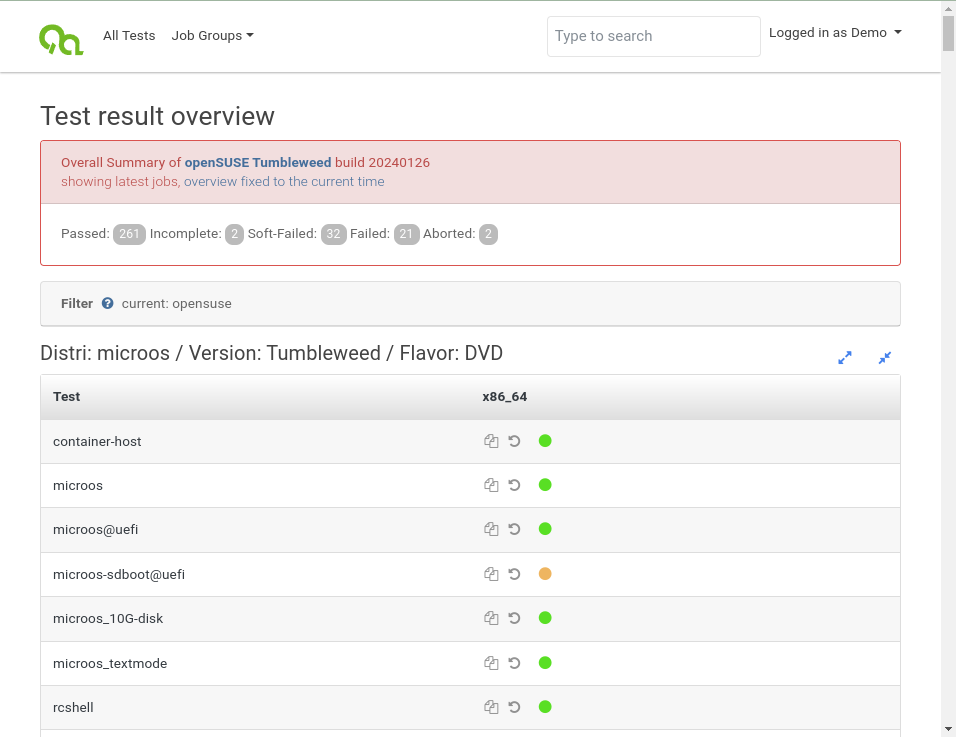 All Tests Job Groups Type to search Logged in as Demo
Test result overview
Overall Summary of openSUSE Tumbleweed build 20240126
showing latest jobs, overview fixed to the current time
Passed: 261 Incomplete: 2 Soft-Failed: 32 Failed: 21 Aborted: 2
Filter ? current: opensuse
Distri: microos / Version: Tumbleweed / Flavor: DVD
Test x86_64
container-host
microos
microos@uefi
microos-sdboot@uefi
microos_10G-disk
microos_textmode
rcshell